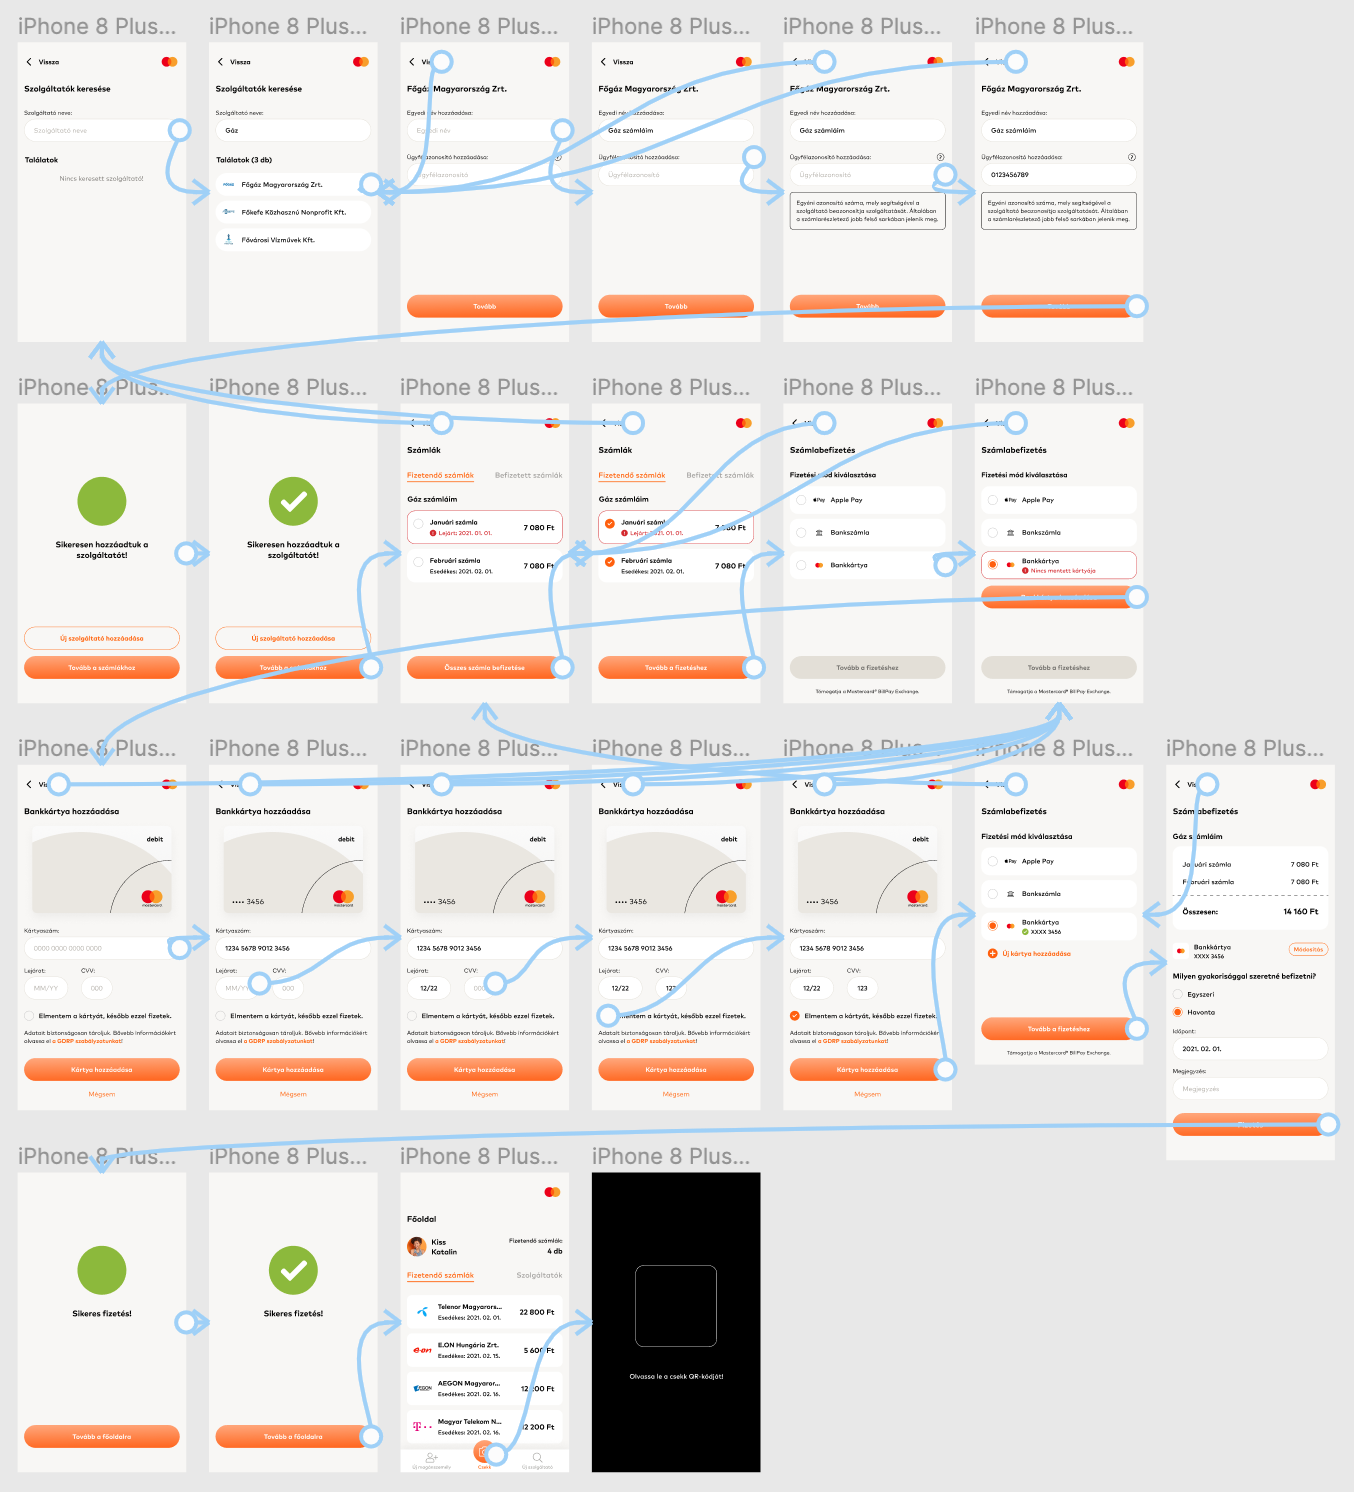 iPhone 8 Plus...
Vissza
Szolgáltatók keresése
Szolgáltató neve:
Szolgáltató neve
Találatok
Nincs keresett szolgáltató!
iPhone 8 Plus...
Vissza
Szolgáltatók keresése
Szolgáltató neve:
Gáz
Találatok (3 db)
Főgáz Magyarország Zrt.
Főkefe Közhasznú Nonprofit Kft.
Fővárosi Vízművek Kft.
iPhone 8 Plus...
Főgáz Magyarország Zrt.
Egyedi név hozzáadása:
Egyedi név
Ügyfélazonosító hozzáadása:
Ügyfélazonosító
Tovább
iPhone 8 Plus...
Vissza
Főgáz Magyarország Zrt.
Egyedi név hozzáadása:
Gáz számláim
Ügyfélazonosító hozzáadása:
Ügyfélazonosító
Tovább
iPhone 8 Plus...
Főgáz Magyarország Zrt.
Egyedi név hozzáadása:
Gáz számláim
Ügyfélazonosító hozzáadása:
Ügyfélazonosító
Egyéni azonosító száma, mely segítségével a
szolgáltató beazonosítja szolgáltatását. Általában
a számlarészletező jobb felső sarkában jelenik meg.
Tovább
iPhone 8 Plus...
Főgáz Magyarország Zrt.
Egyedi név hozzáadása:
Gáz számláim
Ügyfélazonosító hozzáadása:
0123456789
Egyéni azonosító száma, mely segítségével a
szolgáltató beazonosítja szolgáltatását. Általában
a számlarészletező jobb felső sarkában jelenik meg.
Tovább
iPhone 8 Plus...
Sikeresen hozzáadtuk a
szolgáltatót!
Új szolgáltató hozzáadása
Tovább a számlákhoz
iPhone 8 Plus...
Sikeresen hozzáadtuk a
szolgáltatót!
Új szolgáltató hozzáadása
Tovább a számlákhoz
iPhone 8 Plus...
Számlák
Fizetendő számlák
Befizetett számlák
Gáz számláim
Januári számla
Lejárt: 2021. 01. 01.
7 080 Ft
Februári számla
Esedékes: 2021. 02. 01.
7 080 Ft
Összes számla befizetése
iPhone 8 Plus...
Számlák
Fizetendő számlák
Befizetett számlák
Gáz számláim
Januári számla
Lejárt: 2021. 01. 01.
7 080 Ft
Februári számla
Esedékes: 2021. 02. 01.
7 080 Ft
Tovább a fizetéshez
iPhone 8 Plus...
Számlabefizetés
Fizetési mód kiválasztása
Pay Apple Pay
Bankszámla
Bankkártya
Tovább a fizetéshez
Támogatja a Mastercard® BillPay Exchange.
iPhone 8 Plus...
Számlabefizetés
Fizetési mód kiválasztása
Pay Apple Pay
Bankszámla
Bankkártya
Nincs mentett kártyája
Tovább a fizetéshez
Támogatja a Mastercard® BillPay Exchange.
iPhone 8 Plus...
Bankkártya hozzáadása
debit
mastercard
Kártyaszám:
0000 0000 0000 0000
Lejárat:
CVV:
MM/YY
000
Elmentem a kártyát, később ezzel fizetek.
Adatait biztonságosan tároljuk. Bővebb információkért
olvassa el a GDRP szabályzatunkat!
Kártya hozzáadása
Mégsem
iPhone 8 Plus...
Bankkártya hozzáadása
debit
•••• 3456
mastercard
Kártyaszám:
1234 5678 9012 3456
Lejárat:
CVV:
MM/YY
000
Elmentem a kártyát, később ezzel fizetek.
Adatait biztonságosan tároljuk. Bővebb információkért
olvassa el a GDRP szabályzatunkat!
Kártya hozzáadása
Mégsem
iPhone 8 Plus...
Bankkártya hozzáadása
debit
•••• 3456
mastercard
Kártyaszám:
1234 5678 9012 3456
Lejárat:
CVV:
12/22
000
Elmentem a kártyát, később ezzel fizetek.
Adatait biztonságosan tároljuk. Bővebb információkért
olvassa el a GDRP szabályzatunkat!
Kártya hozzáadása
Mégsem
iPhone 8 Plus...
Bankkártya hozzáadása
debit
•••• 3456
mastercard
Kártyaszám:
1234 5678 9012 3456
Lejárat:
CVV:
12/22
123
Elmentem a kártyát, később ezzel fizetek.
Adatait biztonságosan tároljuk. Bővebb információkért
olvassa el a GDRP szabályzatunkat!
Kártya hozzáadása
Mégsem
iPhone 8 Plus...
Bankkártya hozzáadása
debit
•••• 3456
mastercard
Kártyaszám:
1234 5678 9012 3456
Lejárat:
CVV:
12/22
123
Elmentem a kártyát, később ezzel fizetek.
Adatait biztonságosan tároljuk. Bővebb információkért
olvassa el a GDRP szabályzatunkat!
Kártya hozzáadása
Mégsem
iPhone 8 Plus...
Számlabefizetés
Fizetési mód kiválasztása
Pay Apple Pay
Bankszámla
Bankkártya
XXXX 3456
Új kártya hozzáadása
Tovább a fizetéshez
Támogatja a Mastercard® BillPay Exchange.
iPhone 8 Plus...
Számlabefizetés
Gáz számláim
Januári számla
7 080 Ft
Februári számla
7 080 Ft
Összesen:
14 160 Ft
Bankkártya
XXXX 3456
Módosítás
Milyen gyakorisággal szeretné befizetni?
Egyszeri
Havonta
Időpont:
2021. 02. 01.
Megjegyzés:
Megjegyzés
Fizetés
iPhone 8 Plus...
Sikeres fizetés!
Tovább a főoldalra
iPhone 8 Plus...
Sikeres fizetés!
Tovább a főoldalra
iPhone 8 Plus...
Főoldal
Kiss
Katalin
Fizetendő számlák:
4 db
Fizetendő számlák
Szolgáltatók
Telenor Magyarors...
Esedékes: 2021. 02. 01.
22 800 Ft
e·on
E.ON Hungária Zrt.
Esedékes: 2021. 02. 15.
5 600 Ft
AEGON
AEGON Magyaror...
Esedékes: 2021. 02. 16.
12 200 Ft
Magyar Telekom N...
Esedékes: 2021. 02. 16.
12 200 Ft
Új magánszemély
Csekk
Új szolgáltató
iPhone 8 Plus...
Olvassa le a csekk QR-kódját!